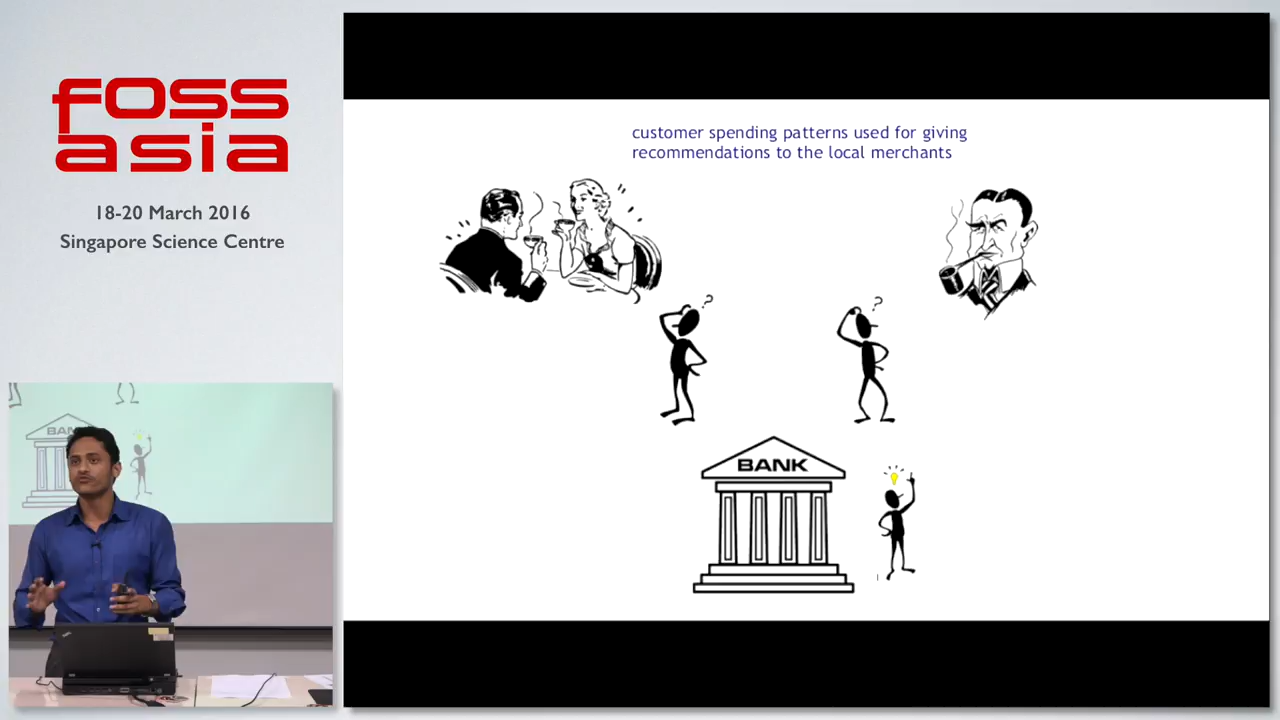 foss
asia
18-20 March 2016
Singapore Science Centre
customer spending patterns used for giving
recommendations to the local merchants
?
?
BANK
BANK